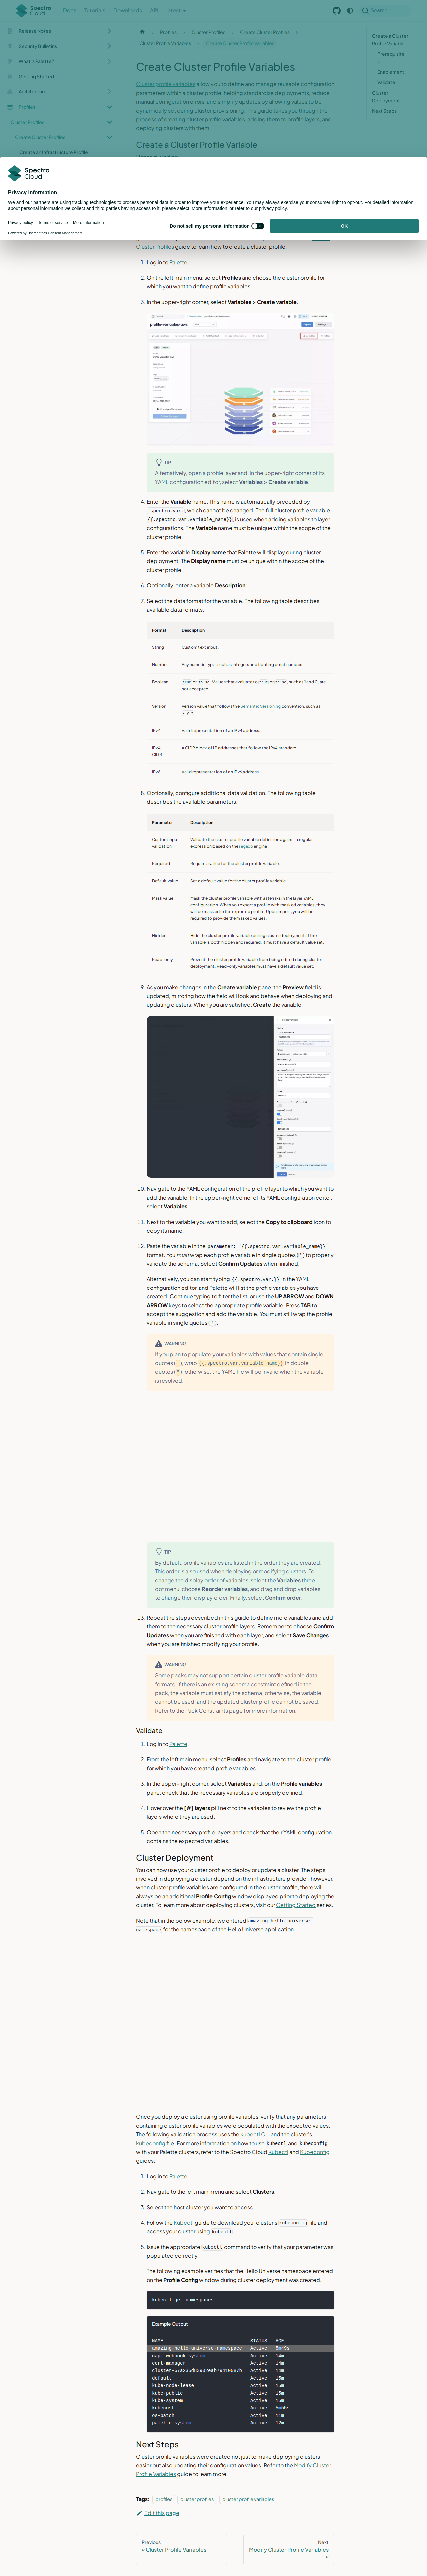 Spectro Cloud
Docs
Tutorials
Downloads
API
latest
Search
Release Notes
Security Bulletins
What is Palette?
Getting Started
Architecture
Profiles
Cluster Profiles
Create Cluster Profiles
Create an Infrastructure Profile
Profiles
Cluster Profiles
Create Cluster Profiles
Cluster Profile Variables
Create Cluster Profile Variables
Create a Cluster Profile Variable
Prerequisites
Enablement
Validate
Cluster Deployment
Next Steps
Create Cluster Profile Variables
Cluster profile variables allow you to define and manage reusable configuration variables within a cluster profile, helping standardize deployments, reduce manual configuration and input errors, and simplify updates by enabling you to dynamically set values during cluster provisioning. This guide takes you through the steps required to create cluster profile variables, add them to your cluster profile layers, and deploy clusters with them.
Create a Cluster Profile Variable
Spectro Cloud
Privacy Information
We and our partners are using tracking technologies to process personal data in order to improve your experience. You may always exercise your consumer right to opt-out. For detailed information about personal information we collect and third parties having access to it, please select 'More Information' or refer to our privacy policy.
Privacy policy
Terms of service
More Information
Powered by Usercentrics Consent Management
Do not sell my personal information
OK
Cluster Profiles guide to learn how to create a cluster profile.
1. Log in to Palette.
2. On the left main menu, select Profiles and choose the cluster profile for which you want to define profile variables.
3. In the upper-right corner, select Variables > Create variable.
profile-variables-aws
TIP
Alternatively, open a profile layer and, in the upper-right corner of its YAML configuration editor, select Variables > Create variable.
4. Enter the Variable name. This name is automatically preceded by .spectro.var., which cannot be changed. The full cluster profile variable, {{.spectro.var.variable_name}}, is used when adding variables to layer configurations. The Variable name must be unique within the scope of the cluster profile.
5. Enter the variable Display name that Palette will display during cluster deployment. The Display name must be unique within the scope of the cluster profile.
6. Optionally, enter a variable Description.
7. Select the data format for the variable. The following table describes available data formats.
Format Description
String Custom text input.
Number Any numeric type, such as integers and floating point numbers.
Boolean true or false. Values that evaluate to true or false, such as 1 and 0, are not accepted.
Version Version value that follows the Semantic Versioning convention, such as
IPv4 Valid representation of an IPv4 address.
IPv4 CIDR A CIDR block of IP addresses that follows the IPv4 standard.
IPv6 Valid representation of an IPv6 address.
8. Optionally, configure additional data validation. The following table describes the available parameters.
Parameter Description
Custom input validation Validate the cluster profile variable definition against a regular expression based on the regexp engine.
Required Require a value for the cluster profile variable.
Default value Set a default value for the cluster profile variable.
Mask value Mask the cluster profile variable with asterisks in the layer YAML configuration. When you export a profile with masked variables, they will be masked in the exported profile. Upon import, you will be required to provide the masked values.
Hidden Hide the cluster profile variable during cluster deployment. If the variable is both hidden and required, it must have a default value set.
Read-only Prevent the cluster profile variable from being edited during cluster deployment. Read-only variables must have a default value set.
9. As you make changes in the Create variable pane, the Preview field is updated, mirroring how the field will look and behave when deploying and updating clusters. When you are satisfied, Create the variable.
10. Navigate to the YAML configuration of the profile layer to which you want to add the variable. In the upper-right corner of its YAML configuration editor, select Variables.
11. Next to the variable you want to add, select the Copy to clipboard icon to copy its name.
12. Paste the variable in the parameter: '{{.spectro.var.variable_name}}' format. You must wrap each profile variable in single quotes (') to properly validate the schema. Select Confirm Updates when finished.
Alternatively, you can start typing {{.spectro.var.}} in the YAML configuration editor, and Palette will list the profile variables you have created. Continue typing to filter the list, or use the UP ARROW and DOWN ARROW keys to select the appropriate profile variable. Press TAB to accept the suggestion and add the variable. You must still wrap the profile variable in single quotes (').
WARNING
If you plan to populate your variables with values that contain single quotes ('), wrap {{.spectro.var.variable_name}} in double quotes ("); otherwise, the YAML file will be invalid when the variable is resolved.
TIP
By default, profile variables are listed in the order they are created. This order is also used when deploying or modifying clusters. To change the display order of variables, select the Variables three-dot menu, choose Reorder variables, and drag and drop variables to change their display order. Finally, select Confirm order.
13. Repeat the steps described in this guide to define more variables and add them to the necessary cluster profile layers. Remember to choose Confirm Updates when you are finished with each layer, and select Save Changes when you are finished modifying your profile.
WARNING
Some packs may not support certain cluster profile variable data formats. If there is an existing schema constraint defined in the pack, the variable must satisfy the schema; otherwise, the variable cannot be used, and the updated cluster profile cannot be saved. Refer to the Pack Constraints page for more information.
Validate
1. Log in to Palette.
2. From the left main menu, select Profiles and navigate to the cluster profile for which you have created profile variables.
3. In the upper-right corner, select Variables and, on the Profile variables pane, check that the necessary variables are properly defined.
4. Hover over the [#] layers pill next to the variables to review the profile layers where they are used.
5. Open the necessary profile layers and check that their YAML configuration contains the expected variables.
Cluster Deployment
You can now use your cluster profile to deploy or update a cluster. The steps involved in deploying a cluster depend on the infrastructure provider; however, when cluster profile variables are configured in the cluster profile, there will always be an additional Profile Config window displayed prior to deploying the cluster. To learn more about deploying clusters, visit our Getting Started series.
Note that in the below example, we entered amazing-hello-universe-namespace for the namespace of the Hello Universe application.
Once you deploy a cluster using profile variables, verify that any parameters containing cluster profile variables were populated with correct values. The following validation process uses the kubectl CLI and the cluster's kubeconfig file. For more information on how to use kubectl and kubeconfig with your Palette clusters, refer to the Spectro Cloud Kubectl and Kubeconfig guides.
1. Log in to Palette.
2. Navigate to the left main menu and select Clusters.
3. Select the host cluster you want to access.
4. Follow the Kubectl guide to download your cluster's kubeconfig file and access your cluster using kubectl.
5. Issue the appropriate kubectl command to verify that your parameter was populated correctly.
The following example verifies that the Hello Universe namespace entered on the Profile Config window during cluster deployment was created.
kubectl get namespaces
Example Output
NAME STATUS AGE
amazing-hello-universe-namespace Active 5m49s
capi-webhook-system Active 14m
cert-manager Active 14m
cluster-67a235d83902eab79410887b Active 14m
default Active 15m
kube-node-lease Active 15m
kube-public Active 15m
kube-system Active 15m
kubecost Active 5m55s
os-patch Active 11m
palette-system Active 12m
Next Steps
Cluster profile variables were created not just to make deploying clusters easier but also updating their configuration values. Refer to the Modify Cluster Profile Variables guide to learn more.
Tags:
profiles
cluster profiles
cluster profile variables
Edit this page
Previous
« Cluster Profile Variables
Next
Modify Cluster Profile Variables »